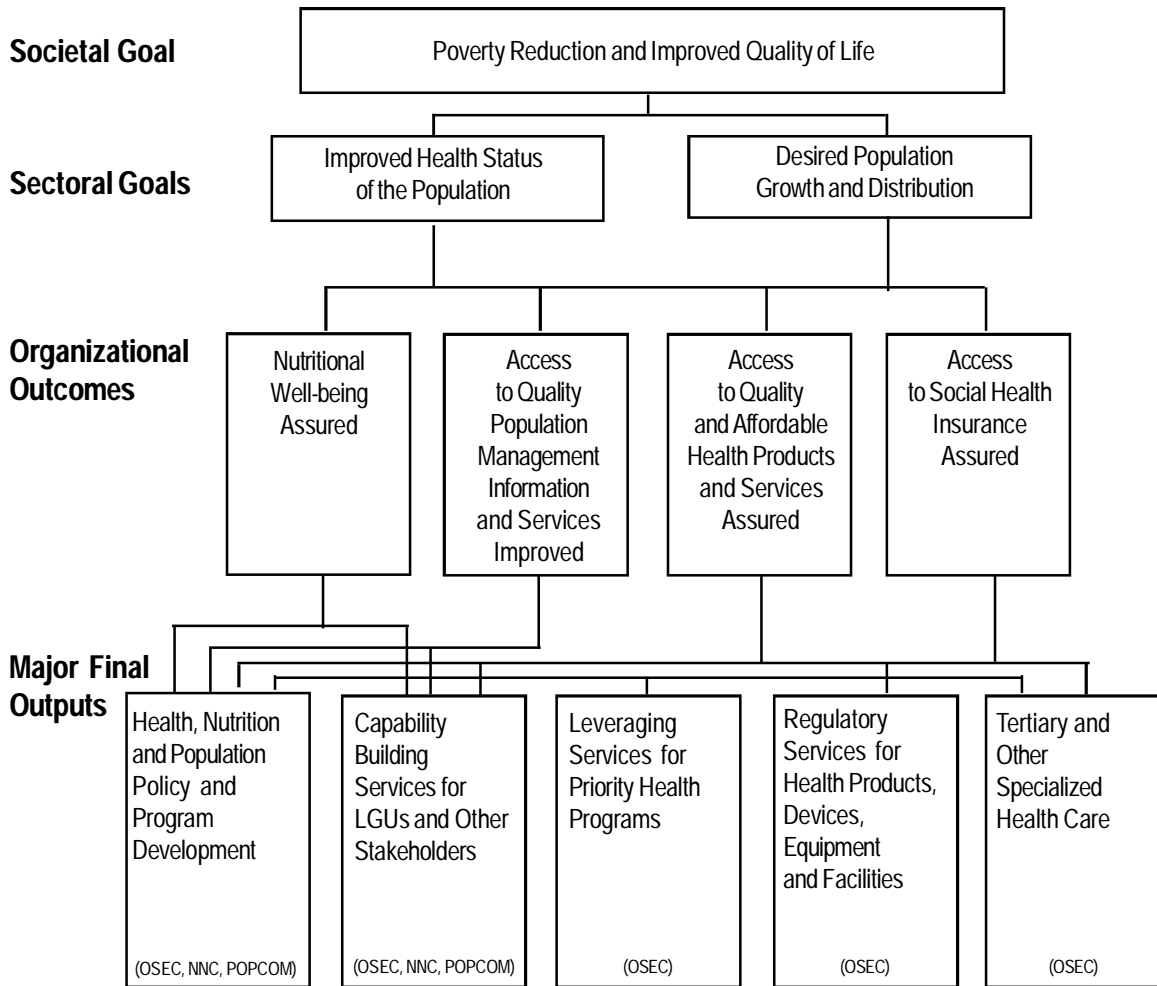 Societal Goal
Poverty Reduction and Improved Quality of Life
Sectoral Goals
Improved Health Status
of the Population
Desired Population
Growth and Distribution
Organizational
Outcomes
Nutritional
Well-being
Assured
Access
to Quality
Population
Management
Information
and Services
Improved
Access
to Quality
and Affordable
Health Products
and Services
Assured
Access
to Social Health
Insurance
Assured
Major Final
Outputs
Health, Nutrition
and Population
Policy and
Program
Development
(OSEC, NNC, POPCOM)
Capability
Building
Services for
LGUs and Other
Stakeholders
(OSEC, NNC, POPCOM)
Leveraging
Services for
Priority Health
Programs
(OSEC)
Regulatory
Services for
Health Products,
Devices,
Equipment
and Facilities
(OSEC)
Tertiary and
Other
Specialized
Health Care
(OSEC)